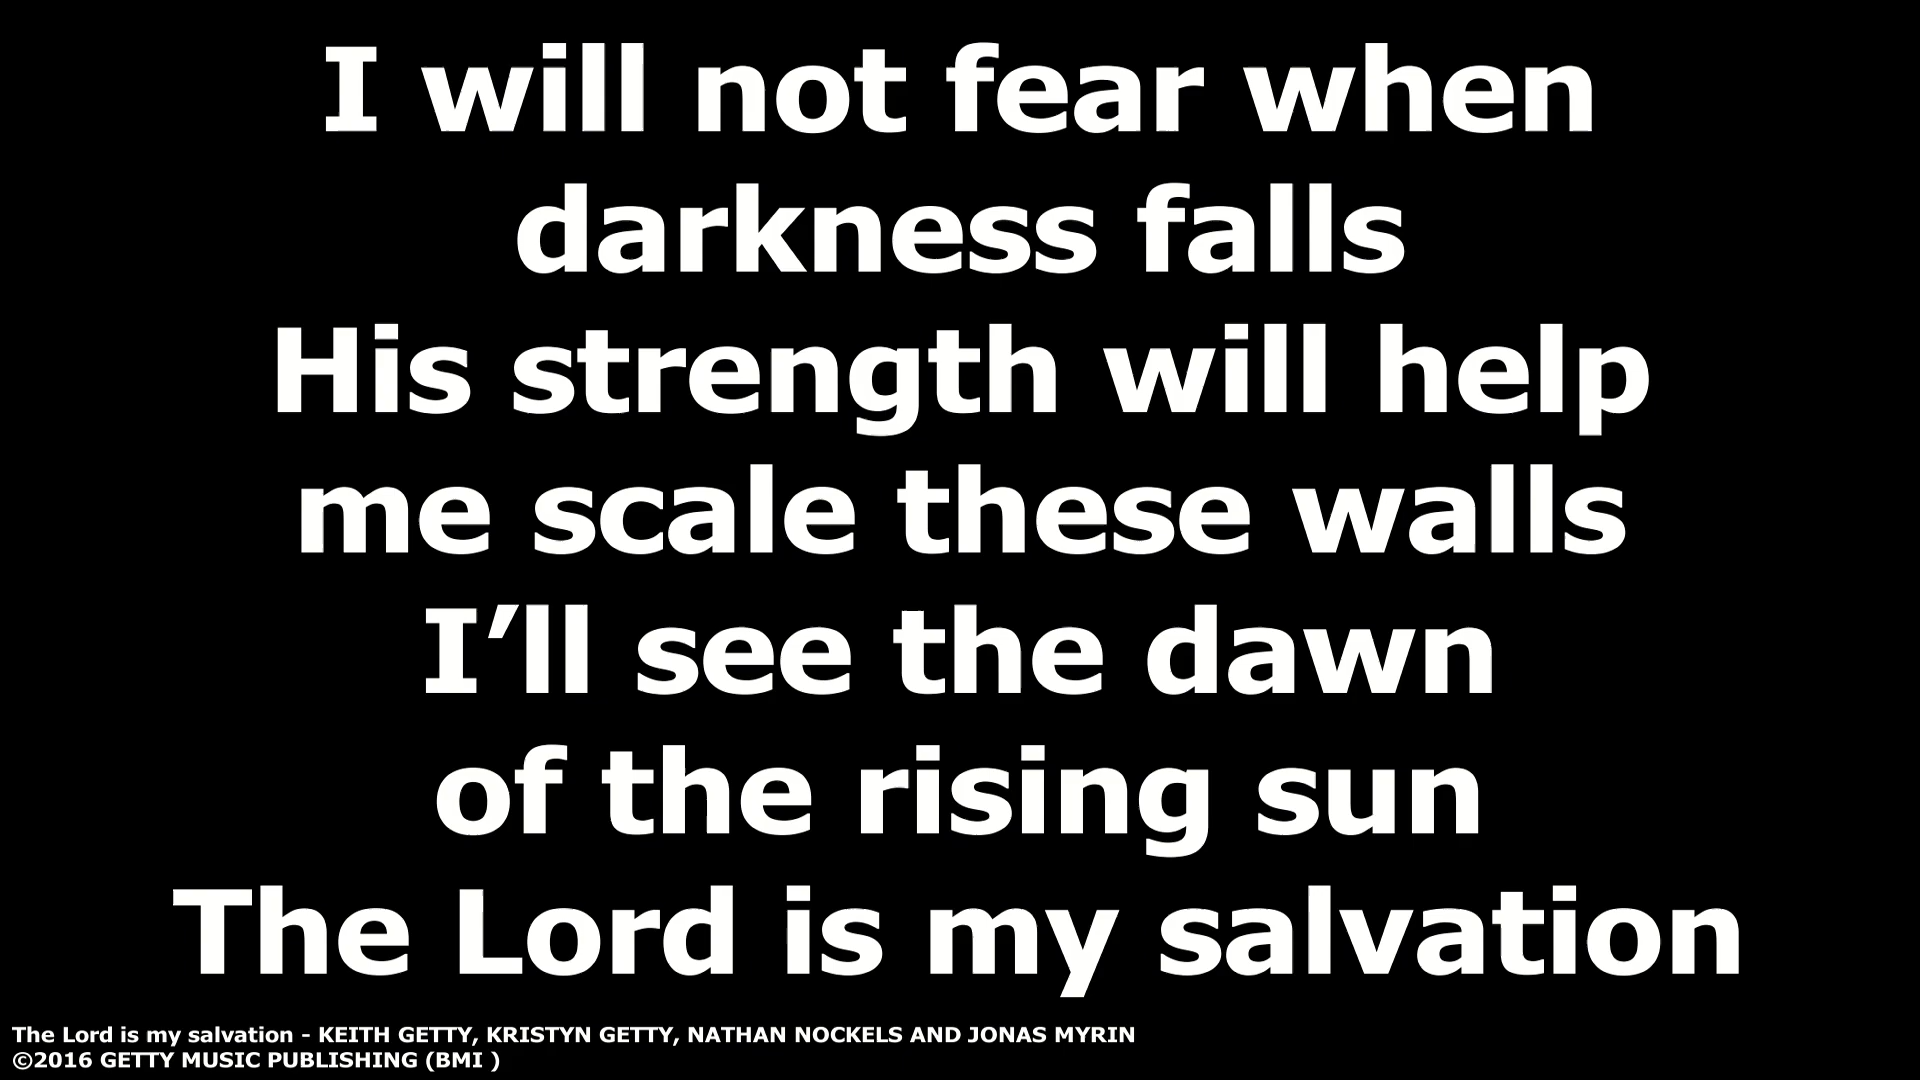 I will not fear when
darkness falls
His strength will help
me scale these walls
I’ll see the dawn
of the rising sun
The Lord is my salvation
The Lord is my salvation - KEITH GETTY, KRISTYN GETTY, NATHAN NOCKELS AND JONAS MYRIN
©2016 GETTY MUSIC PUBLISHING (BMI )